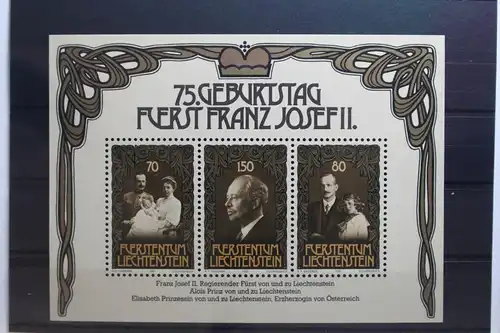 75. GEBURTSTAG
FUERST FRANZ JOSEF II.
70
150
80
FÜRSTENTUM
LIECHTENSTEIN
FÜRSTENTUM
LIECHTENSTEIN
FÜRSTENTUM
LIECHTENSTEIN
Franz Josef II, Regierender Fürst von und zu Liechtenstein
Alois Prinz von und zu Liechtenstein
Elisabeth Prinzessin von und zu Liechtenstein, Erzherzogin von Österreich